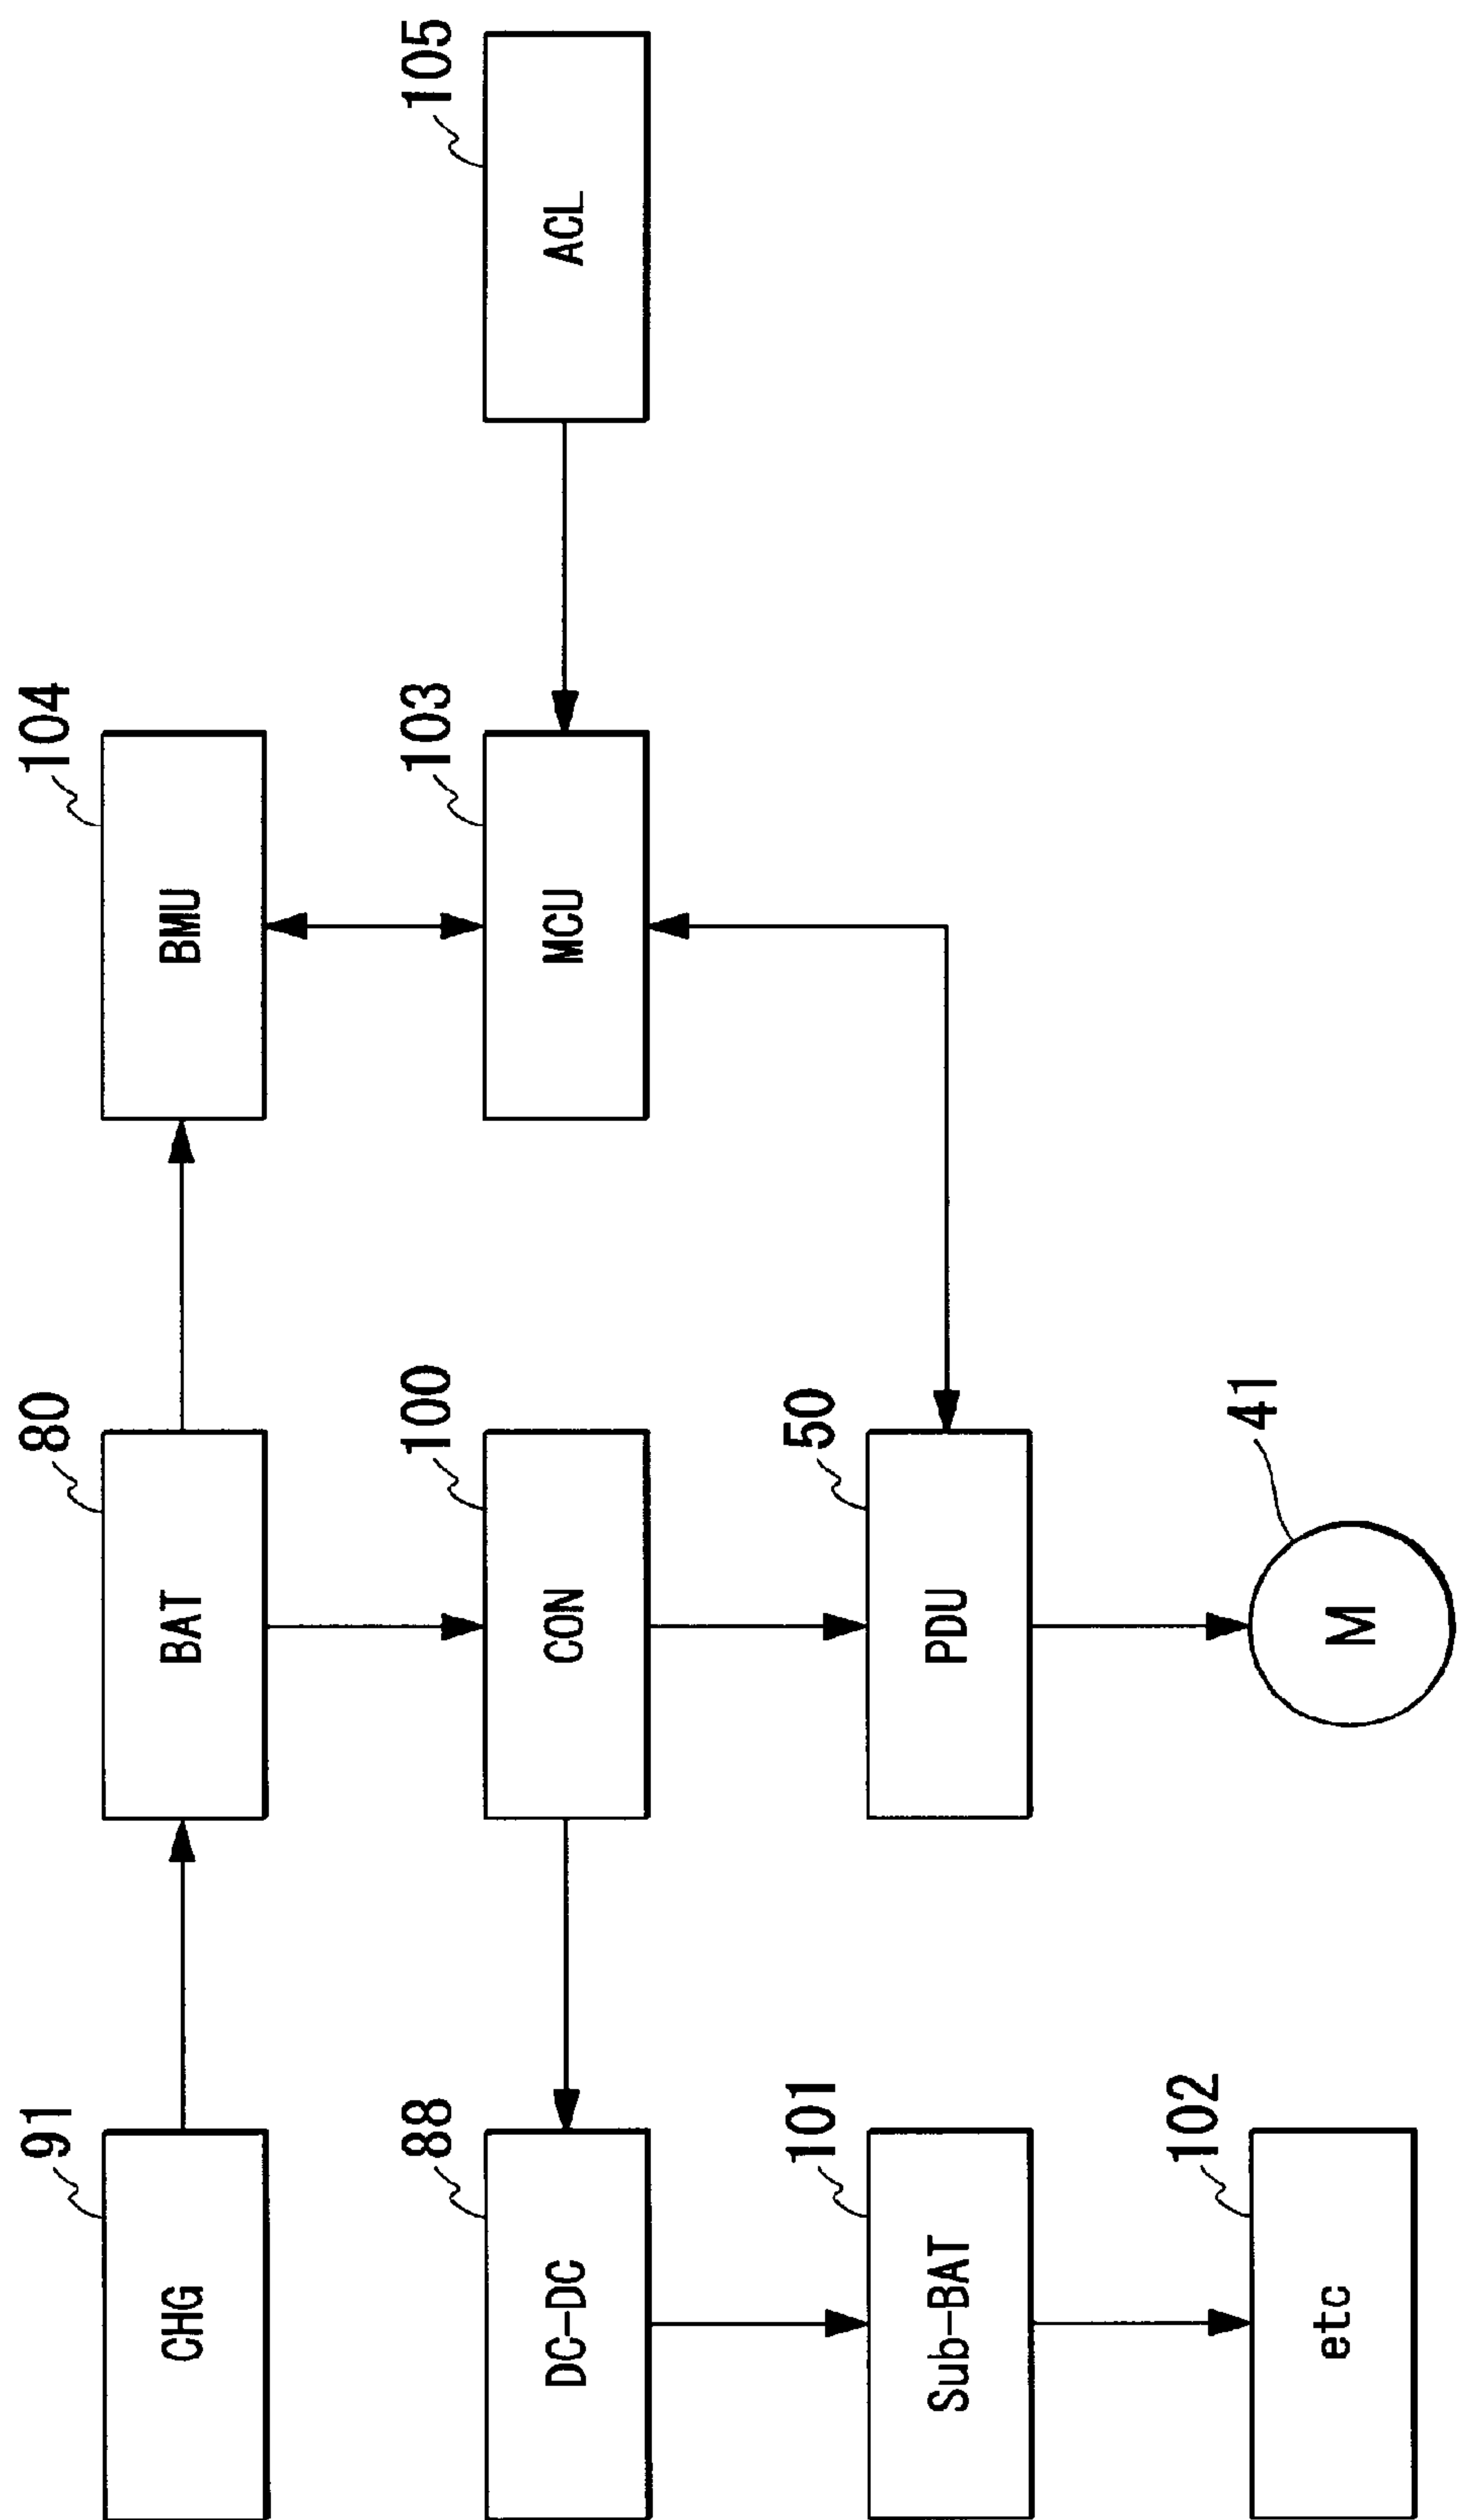 91
CHG
80
BAT
104
BMU
88
DC-DC
100
CON
103
MCU
105
ACL
101
Sub-BAT
50
PDU
102
etc
41
M